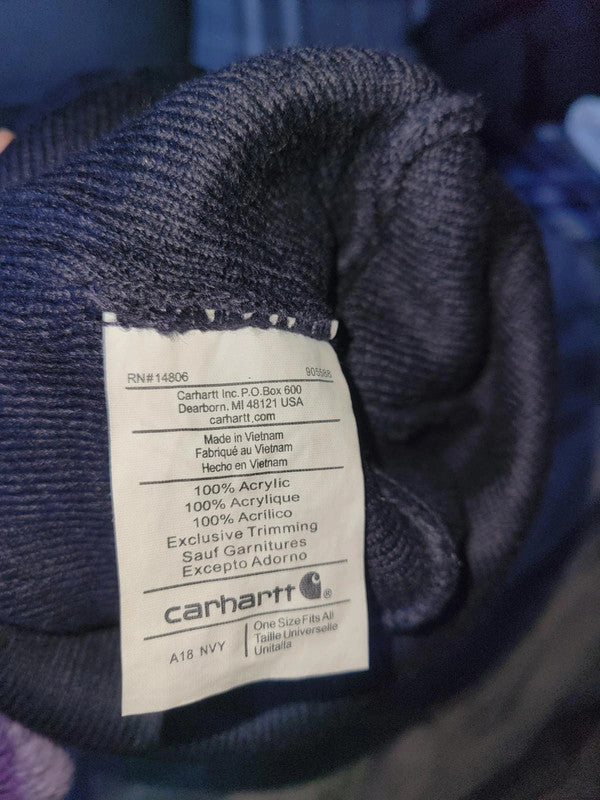 RN#14806 905588
Carhartt Inc. P.O.Box 600
Dearborn. MI 48121 USA
carhartt.com
Made in Vietnam
Fabriqué au Vietnam
Hecho en Vietnam
100% Acrylic
100% Acrylique
100% Acrílico
Exclusive Trimming
Sauf Garnitures
Excepto Adorno
carhartt ®
A18 NVY
One Size Fits All
Taille Universelle
Unitalla